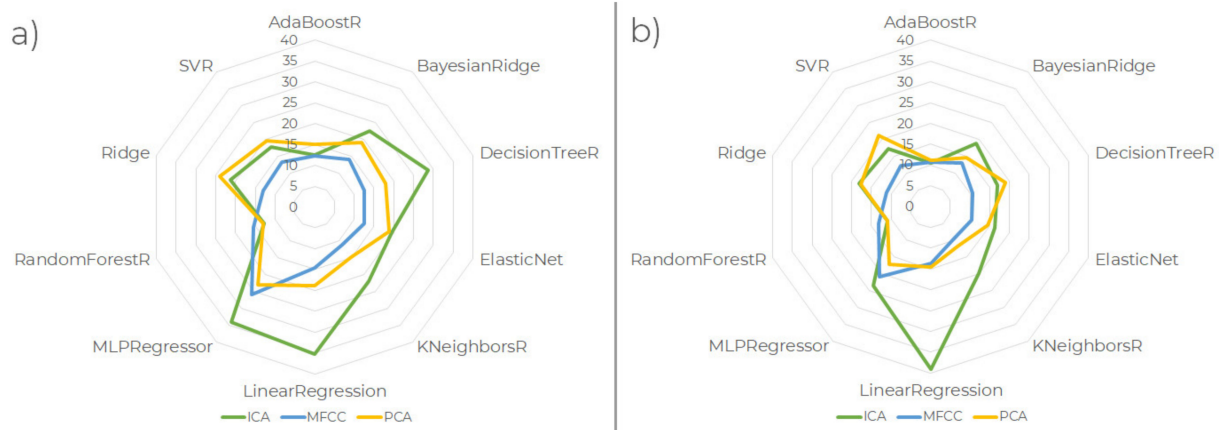 a)
AdaBoostR
BayesianRidge
DecisionTreeR
ElasticNet
KNeighborsR
LinearRegression
MLPRegressor
RandomForestR
Ridge
SVR
40
35
30
25
20
15
10
5
0
ICA MFCC PCA
b)
AdaBoostR
BayesianRidge
DecisionTreeR
ElasticNet
KNeighborsR
LinearRegression
MLPRegressor
RandomForestR
Ridge
SVR
40
35
30
25
20
15
10
5
0
ICA MFCC PCA